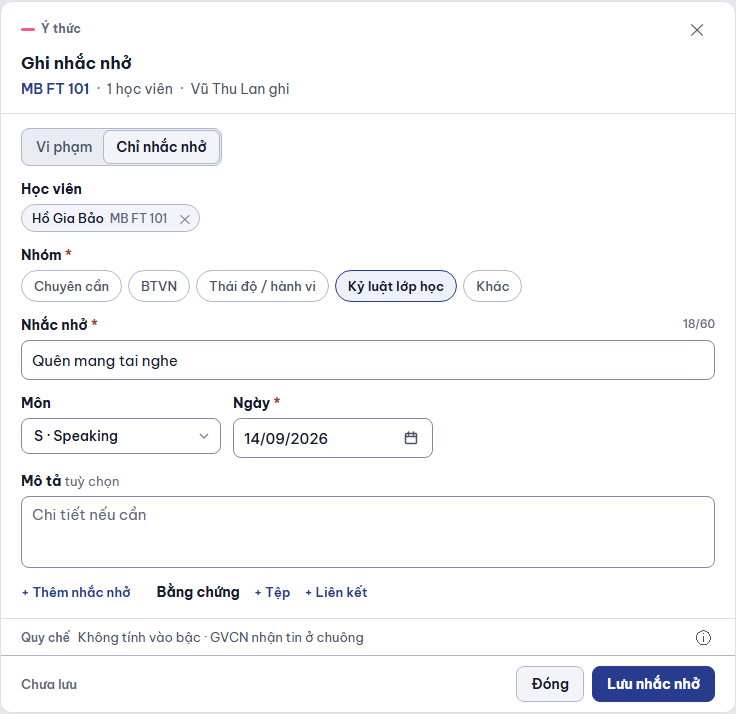 Ý thức
Ghi nhắc nhở
MB FT 101 · 1 học viên · Vũ Thu Lan ghi
Vi phạm Chỉ nhắc nhở
Học viên
Hồ Gia Bảo MB FT 101
Nhóm *
Chuyên cần BTVN Thái độ / hành vi Kỷ luật lớp học Khác
Nhắc nhở * 18/60
Quên mang tai nghe
Môn Ngày *
S · Speaking 14/09/2026
Mô tả tuỳ chọn
Chi tiết nếu cần
+ Thêm nhắc nhở Bằng chứng + Tệp + Liên kết
Quy chế Không tính vào bậc · GVCN nhận tin ở chuông
Chưa lưu Đóng Lưu nhắc nhở